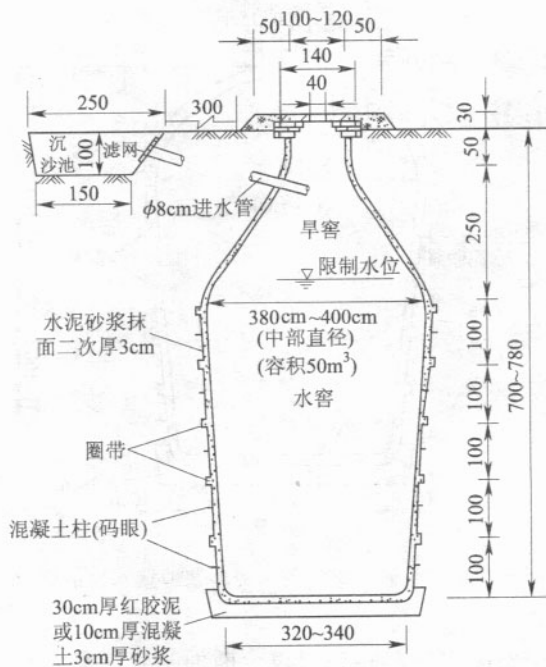 100~120
50
50
140
40
250
300
30
沉
沙池
100
滤网
150
50
φ8cm进水管
250
旱窖
限制水位
水泥砂浆抹
面二次厚3cm
380cm~400cm
(中部直径)
(容积50m³)
水窖
100
100
100
100
100
700~780
圈带
混凝土柱(码眼)
30cm厚红胶泥
或10cm厚混凝
土3cm厚砂浆
320~340